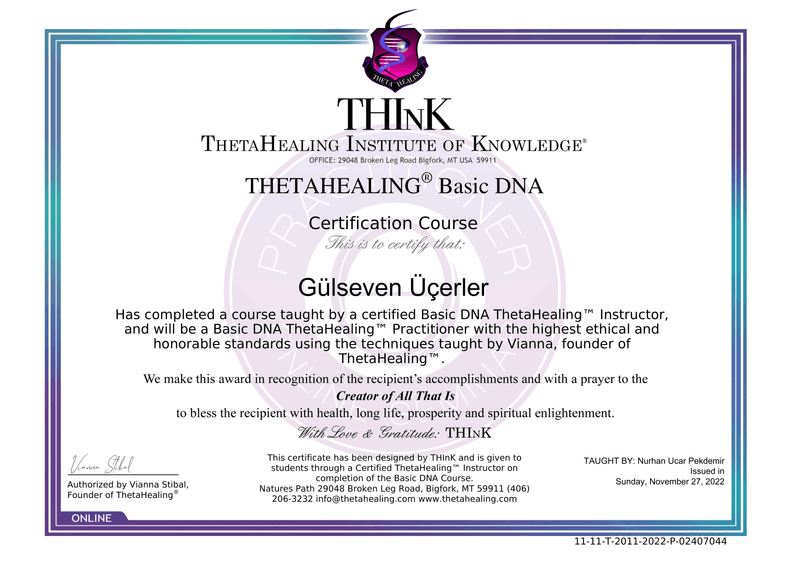 THETA HEALING
THInK
ThetaHealing Institute of Knowledge®
OFFICE: 29048 Broken Leg Road Bigfork, MT USA 59911
THETAHEALING® Basic DNA
PRACTITIONER
Certification Course
This is to certify that:
Gülseven Üçerler
Has completed a course taught by a certified Basic DNA ThetaHealing™ Instructor,
and will be a Basic DNA ThetaHealing™ Practitioner with the highest ethical and
honorable standards using the techniques taught by Vianna, founder of
ThetaHealing™.
We make this award in recognition of the recipient's accomplishments and with a prayer to the
Creator of All That Is
to bless the recipient with health, long life, prosperity and spiritual enlightenment.
With Love & Gratitude: THInK
Vianna Stibal
Authorized by Vianna Stibal,
Founder of ThetaHealing®
This certificate has been designed by THInK and is given to
students through a Certified ThetaHealing™ Instructor on
completion of the Basic DNA Course.
Natures Path 29048 Broken Leg Road, Bigfork, MT 59911 (406)
206-3232 info@thetahealing.com www.thetahealing.com
TAUGHT BY: Nurhan Ucar Pekdemir
Issued in
Sunday, November 27, 2022
ONLINE
11-11-T-2011-2022-P-02407044